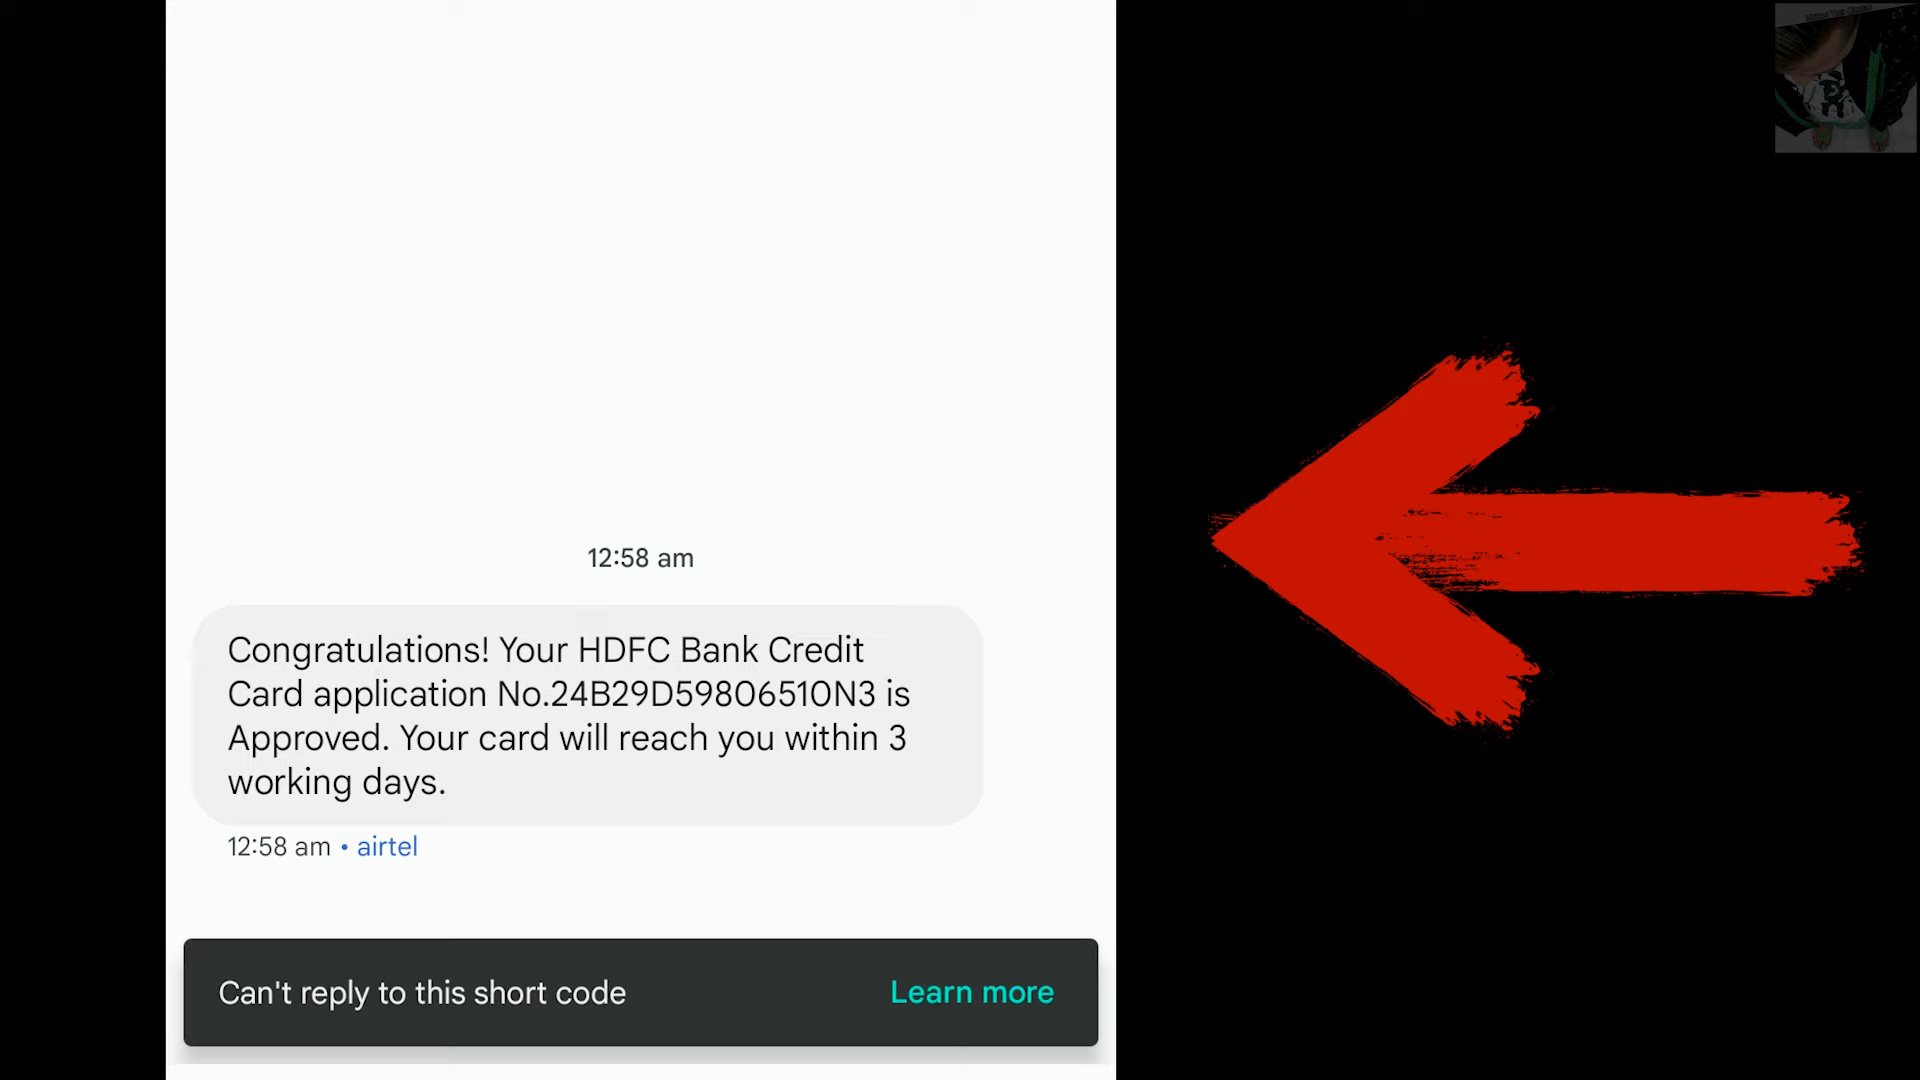 12:58 am
Congratulations! Your HDFC Bank Credit
Card application No.24B29D59806510N3 is
Approved. Your card will reach you within 3
working days.
12:58 am • airtel
Can't reply to this short code Learn more